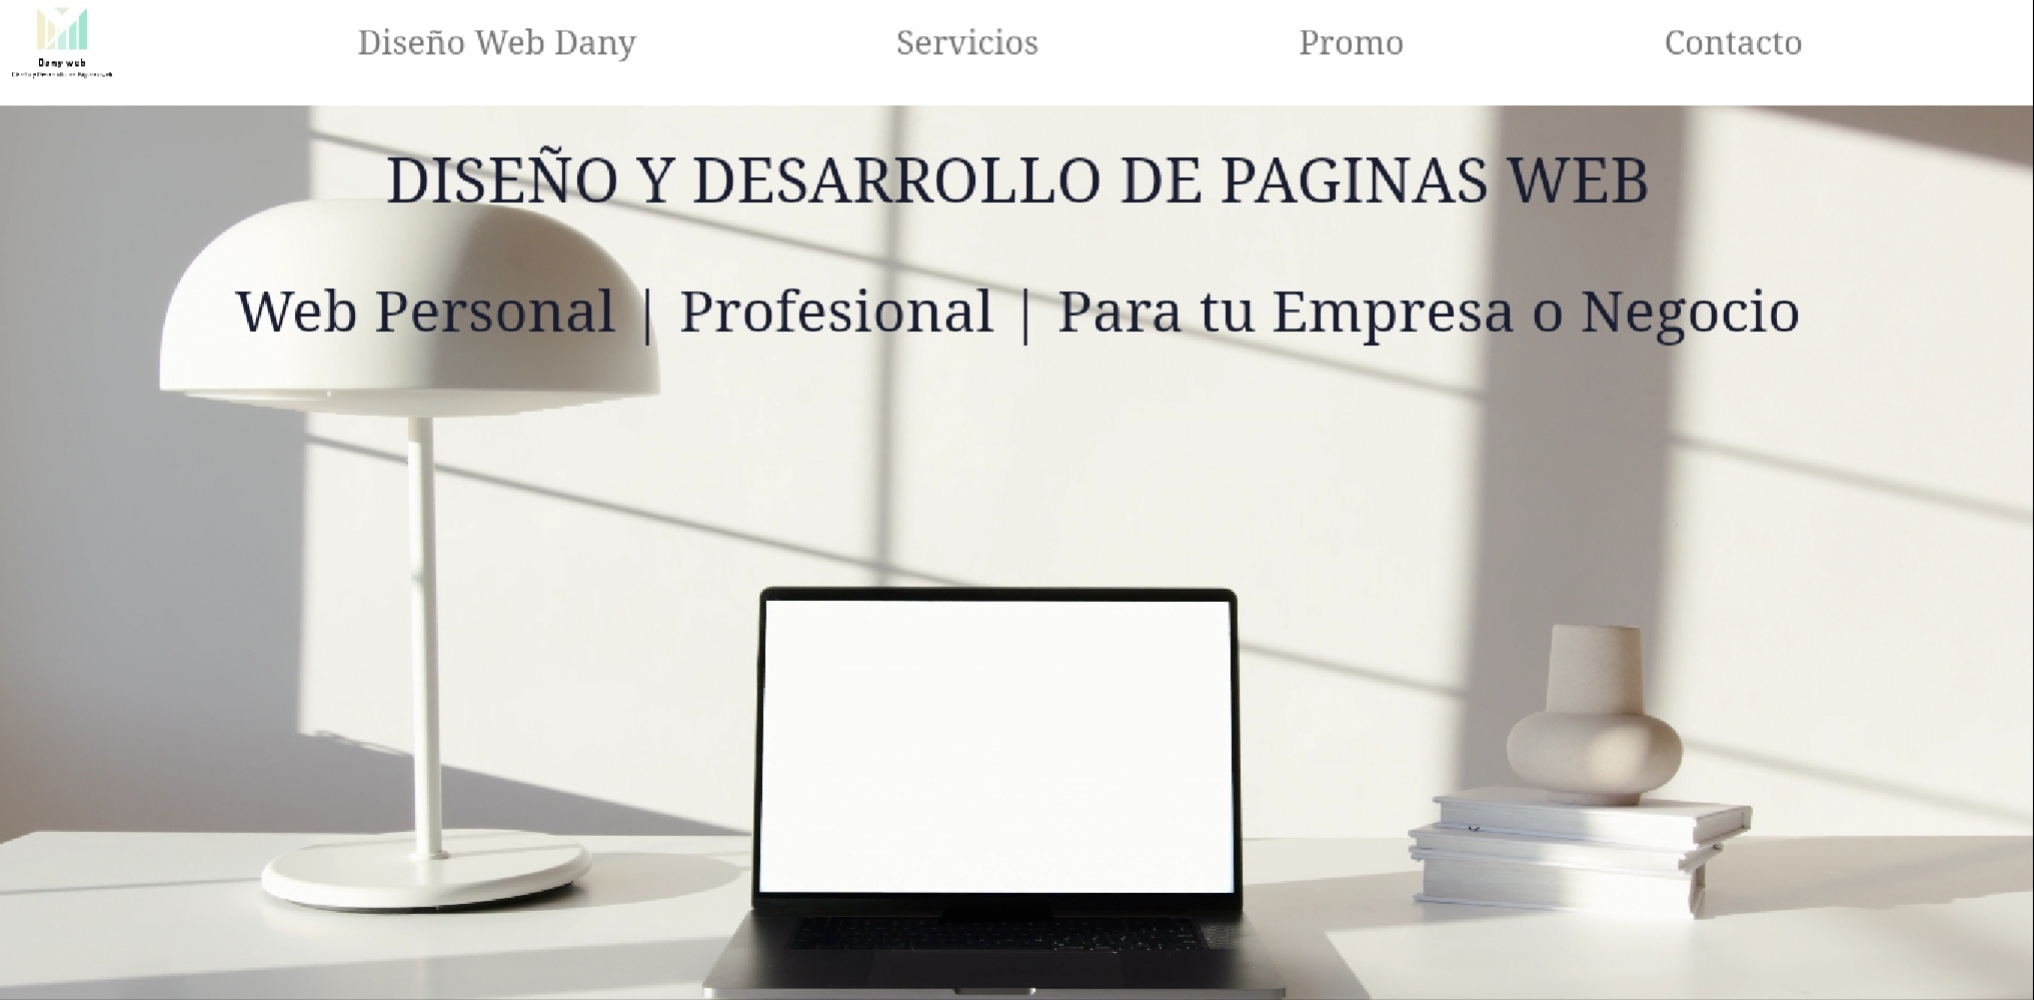 Dany web
Diseño Web Dany
Servicios
Promo
Contacto
DISEÑO Y DESARROLLO DE PAGINAS WEB
Web Personal | Profesional | Para tu Empresa o Negocio